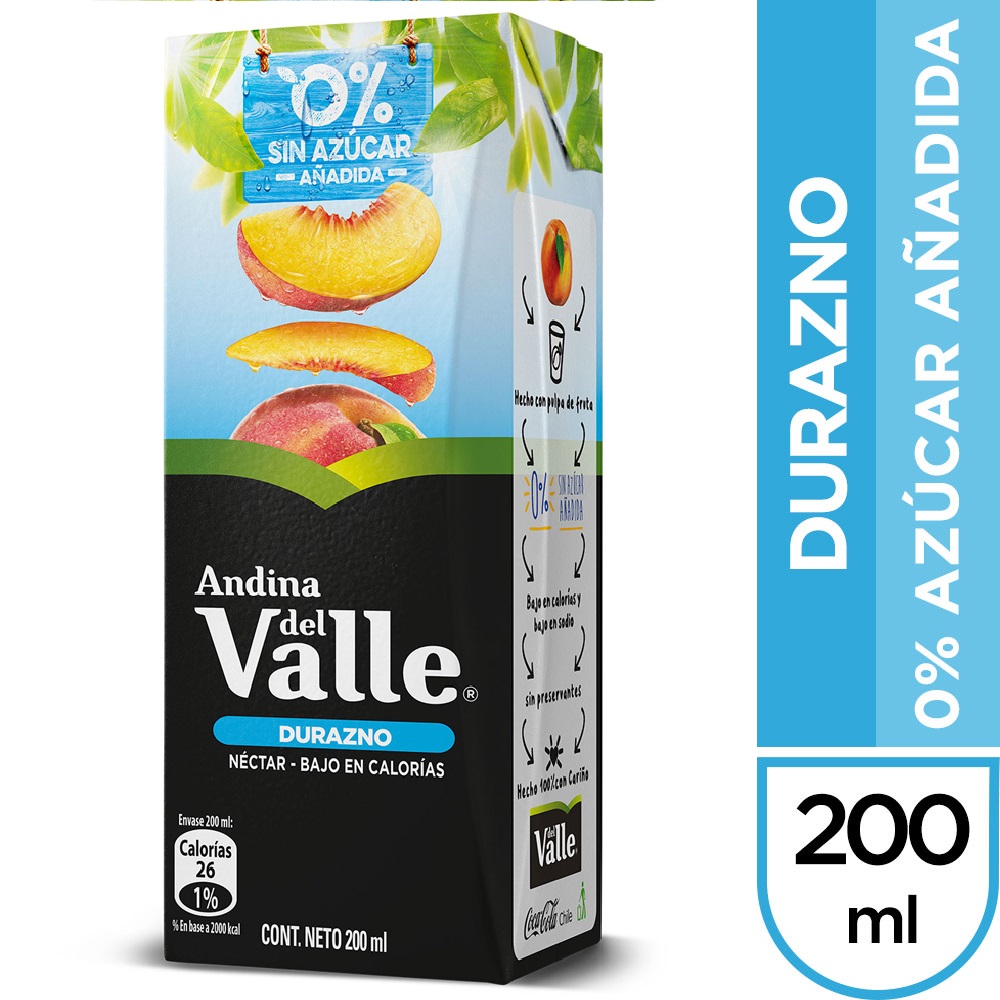 0%
SIN AZÚCAR
AÑADIDA
Andina
del
Valle®
DURAZNO
NÉCTAR - BAJO EN CALORÍAS
Envase 200 ml:
Calorías
26
1%
% En base a 2000 kcal
CONT. NETO 200 ml
Hecho con pulpa de fruta
0%
SIN AZÚCAR
AÑADIDA
Bajo en calorías y
bajo en sodio
sin preservantes
Hecho 100% con Cariño
del
Valle®
Coca-Cola Chile
DURAZNO
0% AZÚCAR AÑADIDA
200
ml